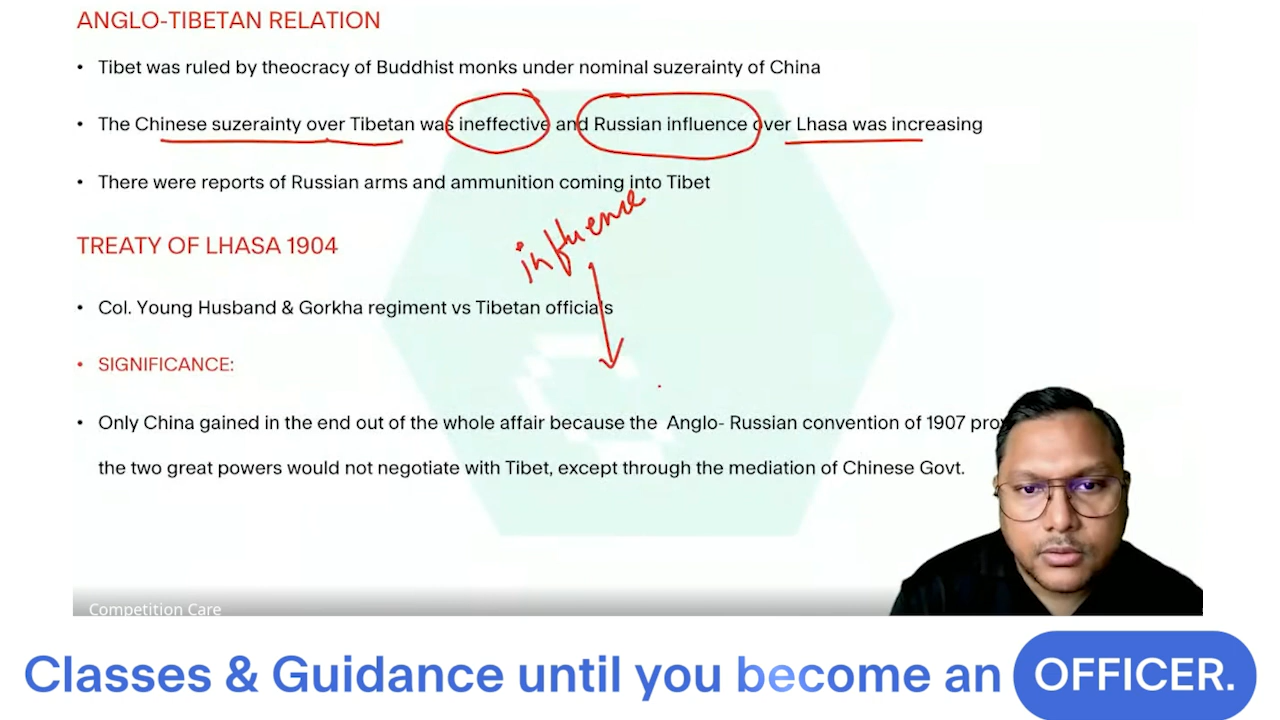 ANGLO-TIBETAN RELATION
• Tibet was ruled by theocracy of Buddhist monks under nominal suzerainty of China
• The Chinese suzerainty over Tibetan was ineffective and Russian influence over Lhasa was increasing
• There were reports of Russian arms and ammunition coming into Tibet
influence
TREATY OF LHASA 1904
• Col. Young Husband & Gorkha regiment vs Tibetan officials
• SIGNIFICANCE:
• Only China gained in the end out of the whole affair because the Anglo- Russian convention of 1907
the two great powers would not negotiate with Tibet, except through the mediation of Chinese Govt.
Competition Care
Classes & Guidance until you become an OFFICER.